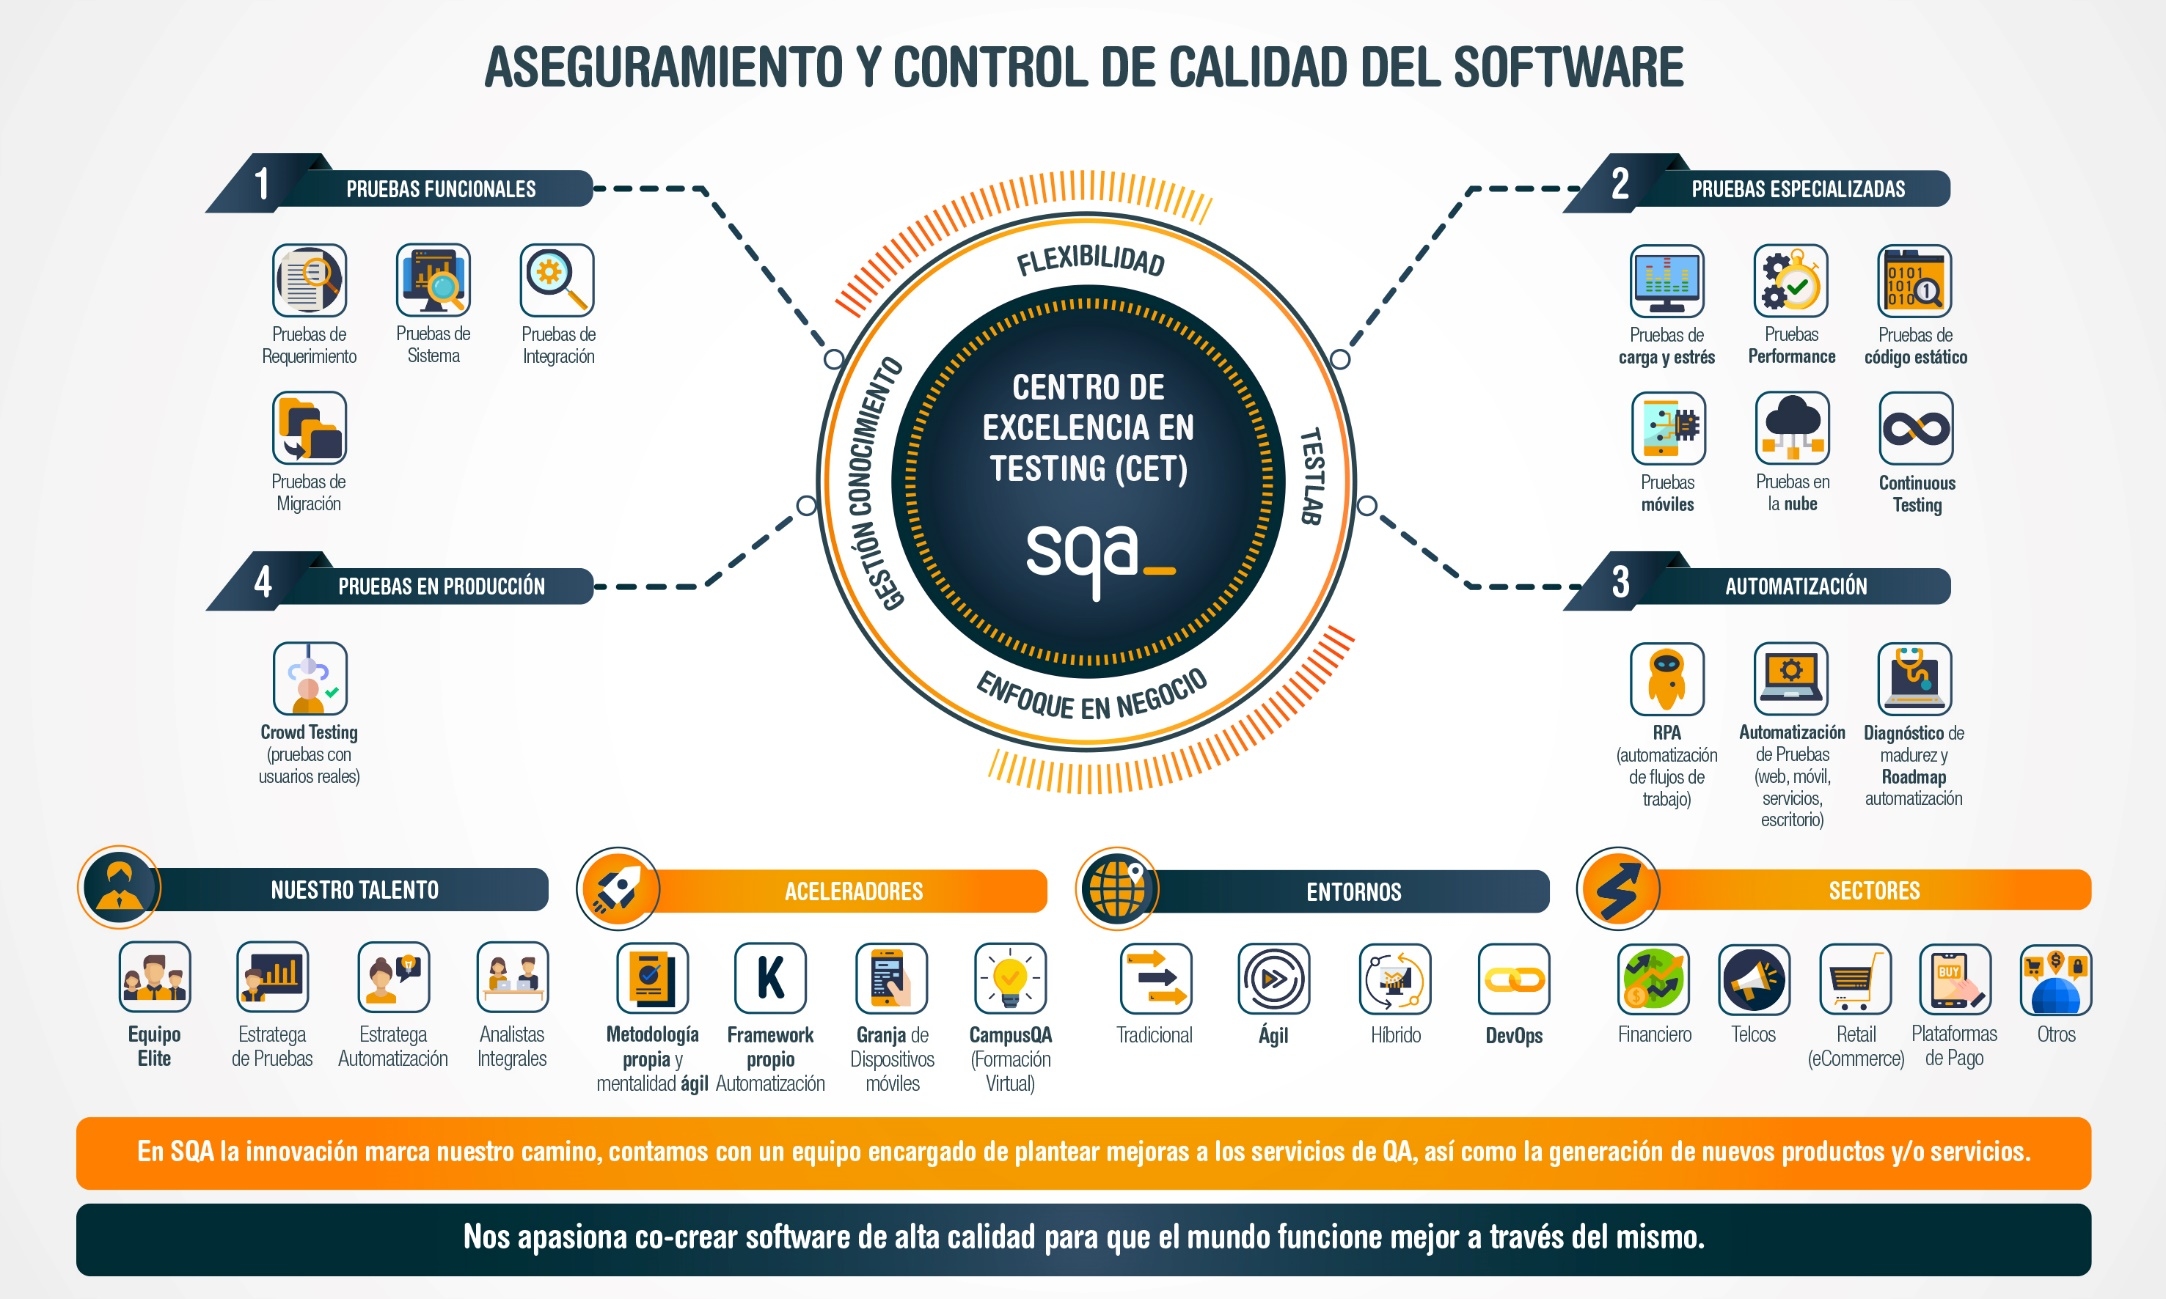 ASEGURAMIENTO Y CONTROL DE CALIDAD DEL SOFTWARE
1
PRUEBAS FUNCIONALES
Pruebas de
Requerimiento
Pruebas de
Sistema
Pruebas de
Integración
Pruebas de
Migración
2
PRUEBAS ESPECIALIZADAS
0101
101
010
1
Pruebas de
carga y estrés
Pruebas
Performance
Pruebas de
código estático
Pruebas
móviles
Pruebas en
la nube
Continuous
Testing
FLEXIBILIDAD
GESTIÓN CONOCIMIENTO
TESTLAB
ENFOQUE EN NEGOCIO
CENTRO DE
EXCELENCIA EN
TESTING (CET)
sqa_
4
PRUEBAS EN PRODUCCIÓN
Crowd Testing
(pruebas con
usuarios reales)
3
AUTOMATIZACIÓN
RPA
(automatización
de flujos de
trabajo)
Automatización
de Pruebas
(web, móvil,
servicios,
escritorio)
Diagnóstico de
madurez y
Roadmap
automatización
NUESTRO TALENTO
Equipo
Elite
Estratega
de Pruebas
Estratega
Automatización
Analistas
Integrales
ACELERADORES
Metodología
propia y
mentalidad ágil
K
Framework
propio
Automatización
Granja de
Dispositivos
móviles
CampusQA
(Formación
Virtual)
ENTORNOS
Tradicional
Ágil
Híbrido
DevOps
SECTORES
$
Financiero
Telcos
Retail
(eCommerce)
BUY
Plataformas
de Pago
$
Otros
En SQA la innovación marca nuestro camino, contamos con un equipo encargado de plantear mejoras a los servicios de QA, así como la generación de nuevos productos y/o servicios.
Nos apasiona co-crear software de alta calidad para que el mundo funcione mejor a través del mismo.